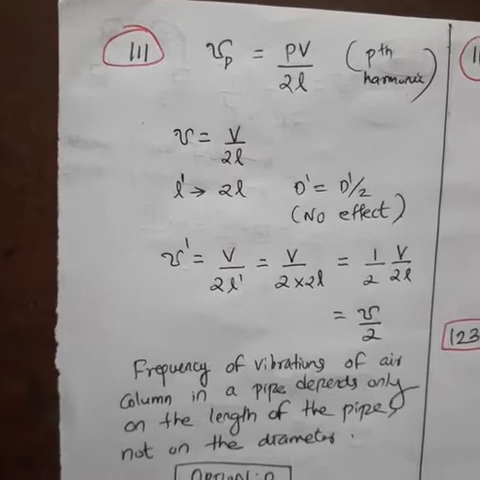 111 υp = PV/2l (pth harmonic)
υ = V/2l
l' → 2l D' = D'/2
(No effect)
υ' = V/2l' = V/2×2l = 1/2 V/2l
= υ/2
Frequency of vibrations of air
column in a pipe depends only
on the length of the pipe,
not on the diameter.
123